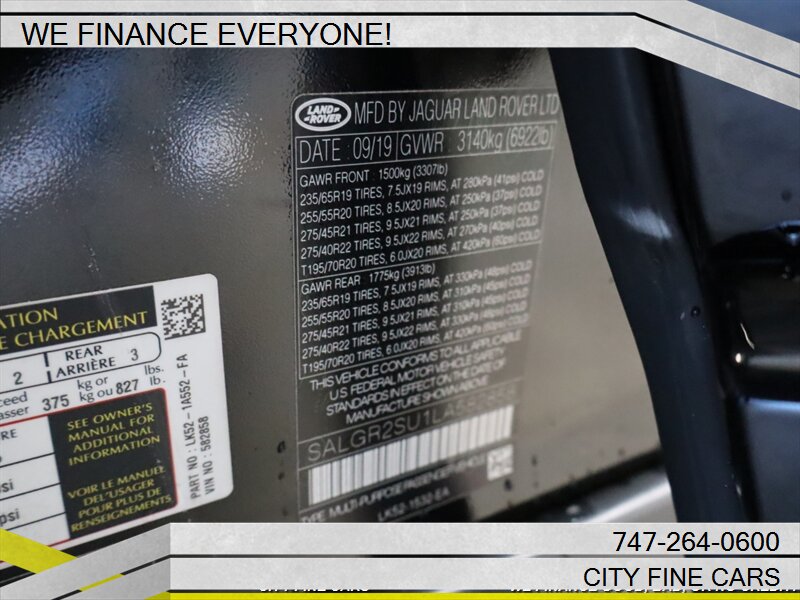 WE FINANCE EVERYONE!
LAND ROVER
MFD BY JAGUAR LAND ROVER LTD
DATE : 09/19 GVWR : 3140kg (6922lb)
GAWR FRONT : 1500kg (3307lb)
235/65R19 TIRES, 7.5JX19 RIMS, AT 280kPa (41psi) COLD
255/55R20 TIRES, 8.5JX20 RIMS, AT 250kPa (37psi) COLD
275/45R21 TIRES, 9.5JX21 RIMS, AT 250kPa (37psi) COLD
275/40R22 TIRES, 9.5JX22 RIMS, AT 270kPa (40psi) COLD
T195/70R20 TIRES, 6.0JX20 RIMS, AT 420kPa (60psi) COLD
GAWR REAR : 1775kg (3913lb)
235/65R19 TIRES, 7.5JX19 RIMS, AT 330kPa (48psi) COLD
255/55R20 TIRES, 8.5JX20 RIMS, AT 310kPa (45psi) COLD
275/45R21 TIRES, 9.5JX21 RIMS, AT 310kPa (45psi) COLD
275/40R22 TIRES, 9.5JX22 RIMS, AT 330kPa (48psi) COLD
T195/70R20 TIRES, 6.0JX20 RIMS, AT 420kPa (60psi) COLD
THIS VEHICLE CONFORMS TO ALL APPLICABLE
U.S. FEDERAL MOTOR VEHICLE SAFETY
STANDARDS IN EFFECT ON THE DATE OF
MANUFACTURE SHOWN ABOVE
SALGR2SU1LA
TYPE: MULTI-PURPOSE PASSENGER VEHICLE
LK52-1532-EA
CHARGEMENT
2 REAR ARRIÈRE 3
375 kg or kg ou 827 lbs. lb.
SEE OWNER'S
MANUAL FOR
ADDITIONAL
INFORMATION
VOIR LE MANUEL
DEL'USAGER
POUR PLUS DE
RENSEIGNEMENTS
psi
PART NO : LK52-1A552-FA
VIN NO : 582858
747-264-0600
CITY FINE CARS